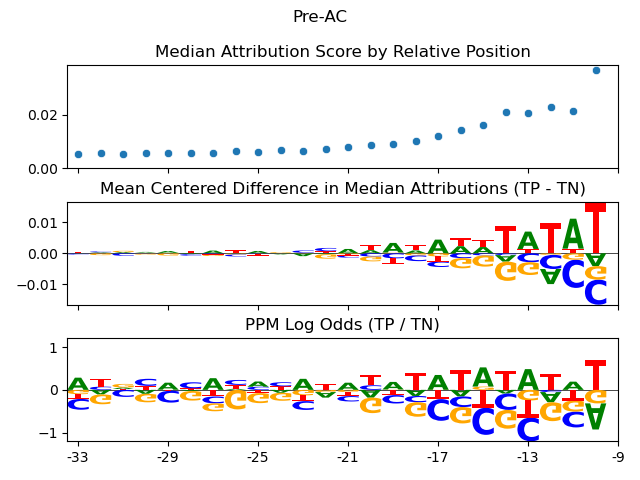 Pre-AC
Median Attribution Score by Relative Position
0.02
0.00
Mean Centered Difference in Median Attributions (TP - TN)
0.01
0.00
−0.01
PPM Log Odds (TP / TN)
1
0
−1
-33 -29 -25 -21 -17 -13 -9